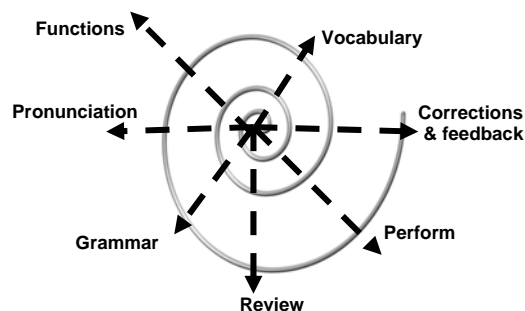 Functions
Vocabulary
Pronunciation
Corrections
& feedback
Grammar
Perform
Review